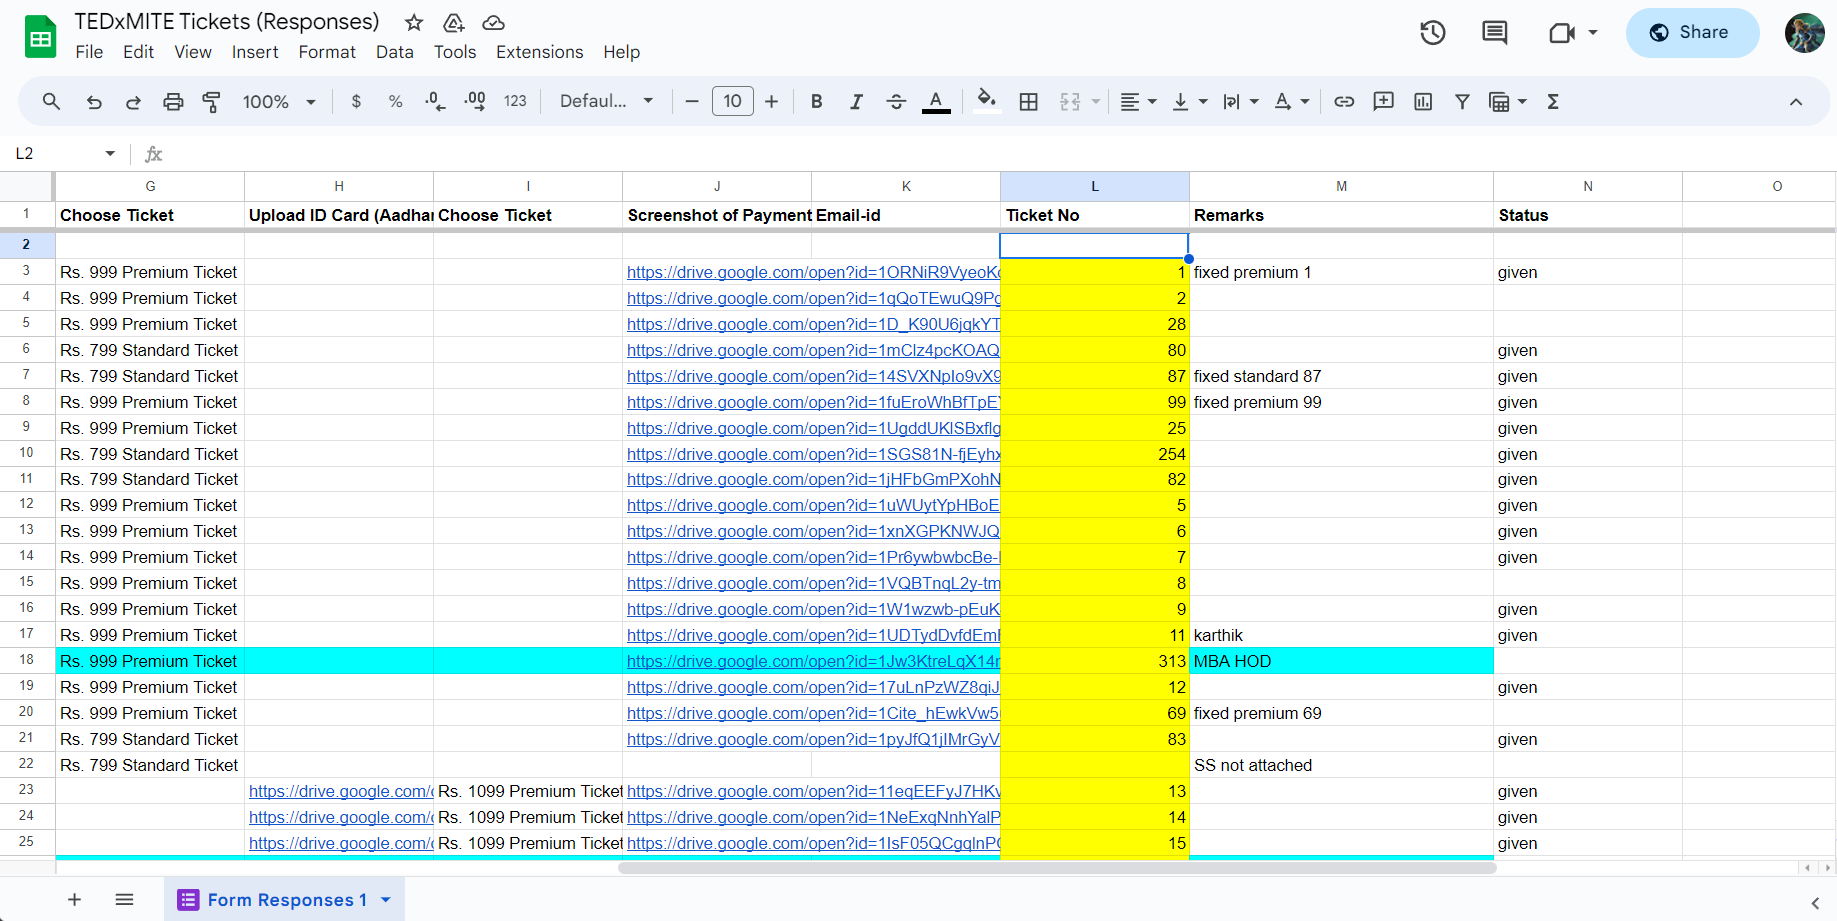 TEDxMITE Tickets (Responses)
File Edit View Insert Format Data Tools Extensions Help
Share
100% $ % .0 .00 123 Defaul... 10 B I S A
L2 fx
G H I J K L M N O
1 Choose Ticket Upload ID Card (Aadhar Choose Ticket Screenshot of Payment Email-id Ticket No Remarks Status
2
3 Rs. 999 Premium Ticket https://drive.google.com/open?id=1ORNiR9VyeoKo 1 fixed premium 1 given
4 Rs. 999 Premium Ticket https://drive.google.com/open?id=1qQoTEwuQ9Pg 2
5 Rs. 999 Premium Ticket https://drive.google.com/open?id=1D_K90U6jqkYT 28
6 Rs. 799 Standard Ticket https://drive.google.com/open?id=1mClz4pcKOAQ 80 given
7 Rs. 799 Standard Ticket https://drive.google.com/open?id=14SVXNpIo9vX9 87 fixed standard 87 given
8 Rs. 999 Premium Ticket https://drive.google.com/open?id=1fuEroWhBfTpE 99 fixed premium 99 given
9 Rs. 999 Premium Ticket https://drive.google.com/open?id=1UgddUKlSBxflg 25 given
10 Rs. 799 Standard Ticket https://drive.google.com/open?id=1SGS81N-fjEyhx 254 given
11 Rs. 799 Standard Ticket https://drive.google.com/open?id=1jHFbGmPXohN 82 given
12 Rs. 999 Premium Ticket https://drive.google.com/open?id=1uWUytYpHBoE 5 given
13 Rs. 999 Premium Ticket https://drive.google.com/open?id=1xnXGPKNWJQ 6 given
14 Rs. 999 Premium Ticket https://drive.google.com/open?id=1Pr6ywbwbcBe- 7 given
15 Rs. 999 Premium Ticket https://drive.google.com/open?id=1VQBTnqL2y-tm 8
16 Rs. 999 Premium Ticket https://drive.google.com/open?id=1W1wzwb-pEuK 9 given
17 Rs. 999 Premium Ticket https://drive.google.com/open?id=1UDTydDvfdEm 11 karthik given
18 Rs. 999 Premium Ticket https://drive.google.com/open?id=1Jw3KtreLqX14r 313 MBA HOD
19 Rs. 999 Premium Ticket https://drive.google.com/open?id=17uLnPzWZ8qiJ 12 given
20 Rs. 999 Premium Ticket https://drive.google.com/open?id=1Cite_hEwkVw5 69 fixed premium 69
21 Rs. 799 Standard Ticket https://drive.google.com/open?id=1pyJfQ1jIMrGyV 83 given
22 Rs. 799 Standard Ticket SS not attached
23 https://drive.google.com/ Rs. 1099 Premium Ticket https://drive.google.com/open?id=11eqEEFyJ7HKv 13 given
24 https://drive.google.com/ Rs. 1099 Premium Ticket https://drive.google.com/open?id=1NeExqNnhYalP 14 given
25 https://drive.google.com/ Rs. 1099 Premium Ticket https://drive.google.com/open?id=1IsF05QCgqlnP 15 given
Form Responses 1